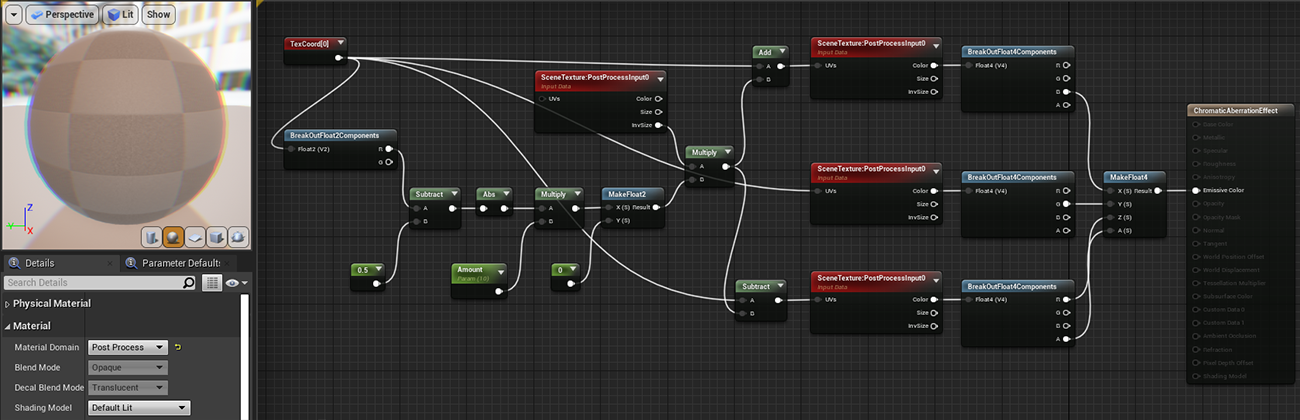 Perspective
Lit
Show
Z
Y
X
Details
Parameter Defaults
Search Details
Physical Material
Material
Material Domain
Post Process
Blend Mode
Opaque
Decal Blend Mode
Translucent
Shading Model
Default Lit
TexCoord[0]
BreakOutFloat2Components
Float2 (V2)
R
G
Subtract
A
B
0.5
Abs
Multiply
A
B
Amount
Param (10)
MakeFloat2
X (S) Result
Y (S)
0
SceneTexture:PostProcessInput0
Input Data
UVs
Color
Size
InvSize
Multiply
A
B
Add
A
B
Subtract
A
B
SceneTexture:PostProcessInput0
Input Data
UVs
Color
Size
InvSize
BreakOutFloat4Components
Float4 (V4)
R
G
B
A
SceneTexture:PostProcessInput0
Input Data
UVs
Color
Size
InvSize
BreakOutFloat4Components
Float4 (V4)
R
G
B
A
SceneTexture:PostProcessInput0
Input Data
UVs
Color
Size
InvSize
BreakOutFloat4Components
Float4 (V4)
R
G
B
A
MakeFloat4
X (S) Result
Y (S)
Z (S)
A (S)
ChromaticAberrationEffect
Base Color
Metallic
Specular
Roughness
Anisotropy
Emissive Color
Opacity
Opacity Mask
Normal
Tangent
World Position Offset
World Displacement
Tessellation Multiplier
Subsurface Color
Custom Data 0
Custom Data 1
Ambient Occlusion
Refraction
Pixel Depth Offset
Shading Model